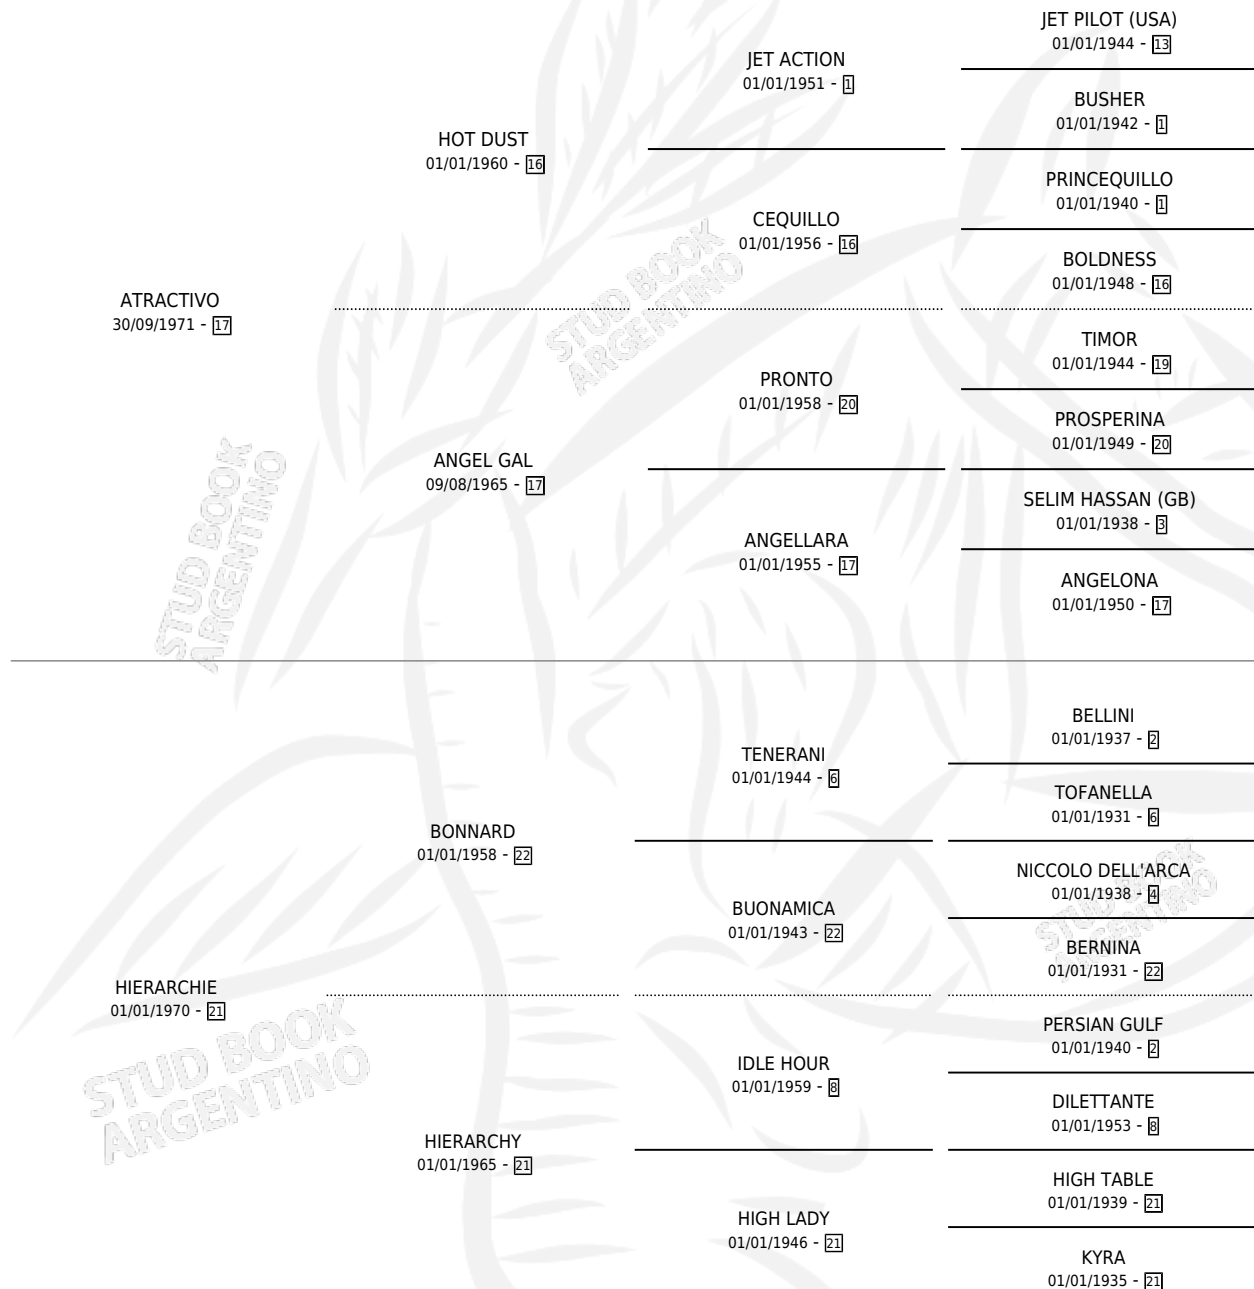 JET PILOT (USA)
01/01/1944 - 13
JET ACTION
01/01/1951 - 1
BUSHER
01/01/1942 - 1
HOT DUST
01/01/1960 - 16
PRINCEQUILLO
01/01/1940 - 1
CEQUILLO
01/01/1956 - 16
BOLDNESS
01/01/1948 - 16
ATRACTIVO
30/09/1971 - 17
TIMOR
01/01/1944 - 19
PRONTO
01/01/1958 - 20
PROSPERINA
01/01/1949 - 20
ANGEL GAL
09/08/1965 - 17
SELIM HASSAN (GB)
01/01/1938 - 3
ANGELLARA
01/01/1955 - 17
ANGELONA
01/01/1950 - 17
BELLINI
01/01/1937 - 2
TENERANI
01/01/1944 - 6
TOFANELLA
01/01/1931 - 6
BONNARD
01/01/1958 - 22
NICCOLO DELL'ARCA
01/01/1938 - 4
BUONAMICA
01/01/1943 - 22
BERNINA
01/01/1931 - 22
HIERARCHIE
01/01/1970 - 21
PERSIAN GULF
01/01/1940 - 2
IDLE HOUR
01/01/1959 - 8
DILETTANTE
01/01/1953 - 8
HIERARCHY
01/01/1965 - 21
HIGH TABLE
01/01/1939 - 21
HIGH LADY
01/01/1946 - 21
KYRA
01/01/1935 - 21
STUD BOOK
ARGENTINO
STUD BOOK
ARGENTINO
STUD BOOK
ARGENTINO
STUD BOOK
ARGENTINO